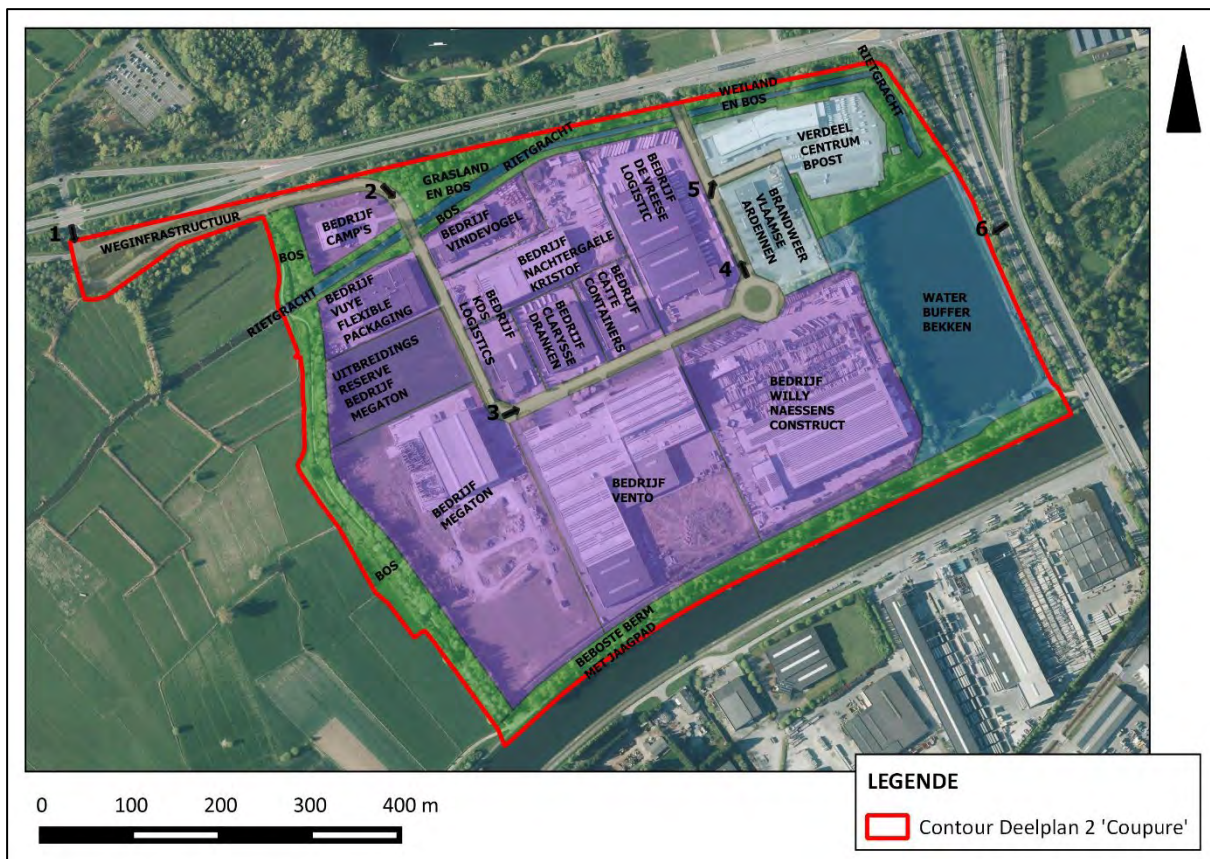 WEILAND
EN BOS
RIETGRACHT
VERDEEL
CENTRUM
BPOST
GRASLAND
EN BOS
RIETGRACHT
1
WEGINFRASTRUCTUUR
2
BOS
BEDRIJF
CAMP'S
BOS
BEDRIJF
VINDEVOGEL
BEDRIJF
DE VREESE
LOGISTIC
5
BRANDWEER
VLAAMSE
ARDENNEN
6
RIETGRACHT
BEDRIJF
VUYE
FLEXIBLE
PACKAGING
BEDRIJF
NACHTERGAELE
KRISTOF
4
BEDRIJF
KDS
LOGISTICS
BEDRIJF
CLARYSSE
DRANKEN
BEDRIJF
CATTE
CONTAINERS
WATER
BUFFER
BEKKEN
UITBREIDINGS
RESERVE
BEDRIJF
MEGATON
3
BEDRIJF
WILLY
NAESSENS
CONSTRUCT
BEDRIJF
MEGATON
BEDRIJF
VENTO
BOS
BEBOSTE BERM
MET JAAGPAD
0 100 200 300 400 m
LEGENDE
Contour Deelplan 2 'Coupure'